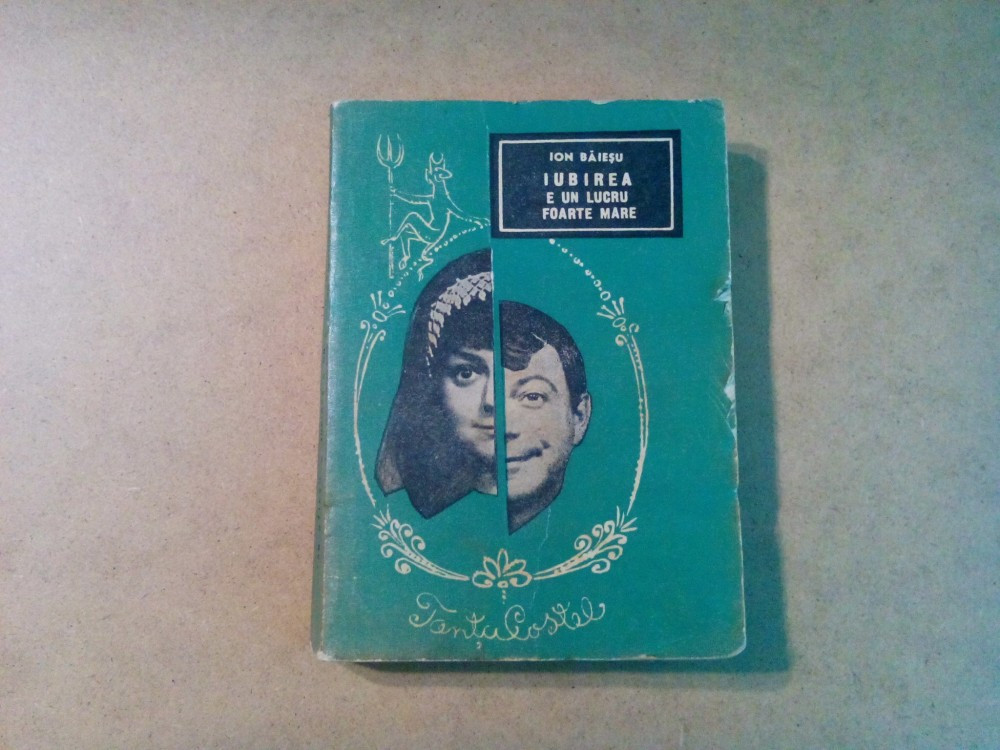 ION BĂIEȘU
IUBIREA
E UN LUCRU
FOARTE MARE
Tanța Costel